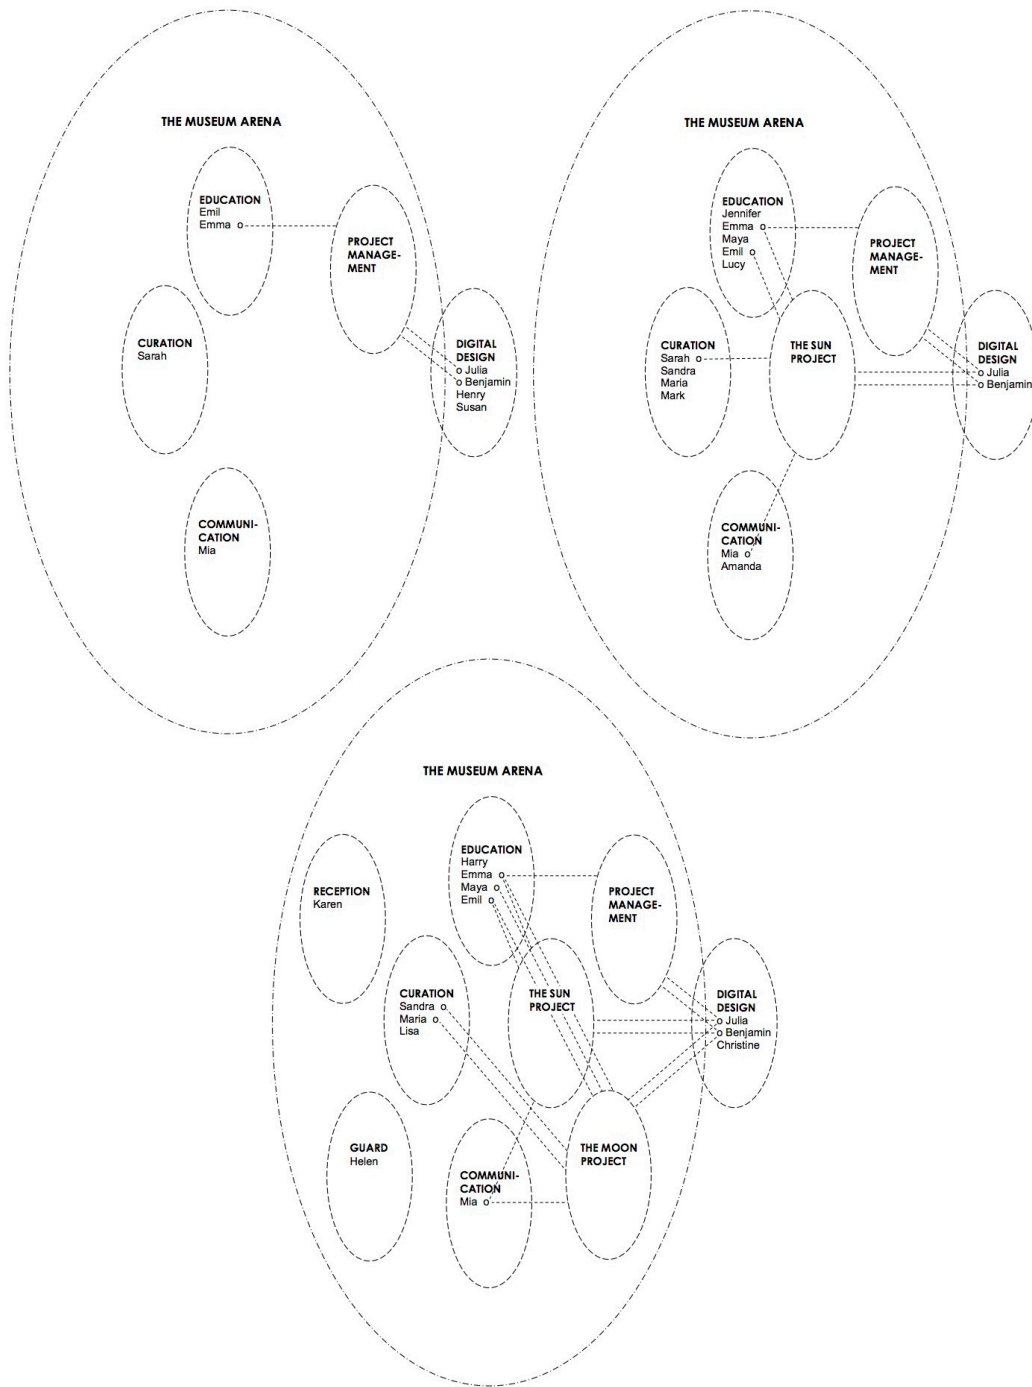 THE MUSEUM ARENA
EDUCATION
Emil
Emma o
PROJECT
MANAGE-
MENT
CURATION
Sarah
DIGITAL
DESIGN
o Julia
o Benjamin
Henry
Susan
COMMUNI-
CATION
Mia
THE MUSEUM ARENA
EDUCATION
Jennifer
Emma o
Maya
Emil o
Lucy
PROJECT
MANAGE-
MENT
CURATION
Sarah o
Sandra
Maria
Mark
THE SUN
PROJECT
DIGITAL
DESIGN
o Julia
o Benjamin
COMMUNI-
CATION
Mia o
Amanda
THE MUSEUM ARENA
EDUCATION
Harry
Emma o
Maya o
Emil o
RECEPTION
Karen
PROJECT
MANAGE-
MENT
CURATION
Sandra o
Maria o
Lisa
THE SUN
PROJECT
DIGITAL
DESIGN
o Julia
o Benjamin
Christine
GUARD
Helen
COMMUNI-
CATION
Mia o
THE MOON
PROJECT